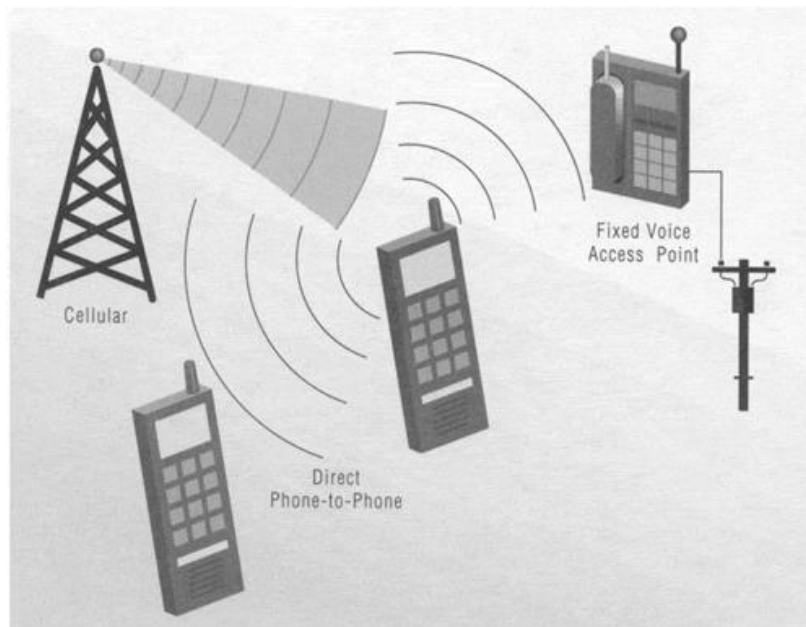 Cellular
Fixed Voice
Access Point
Direct
Phone-to-Phone